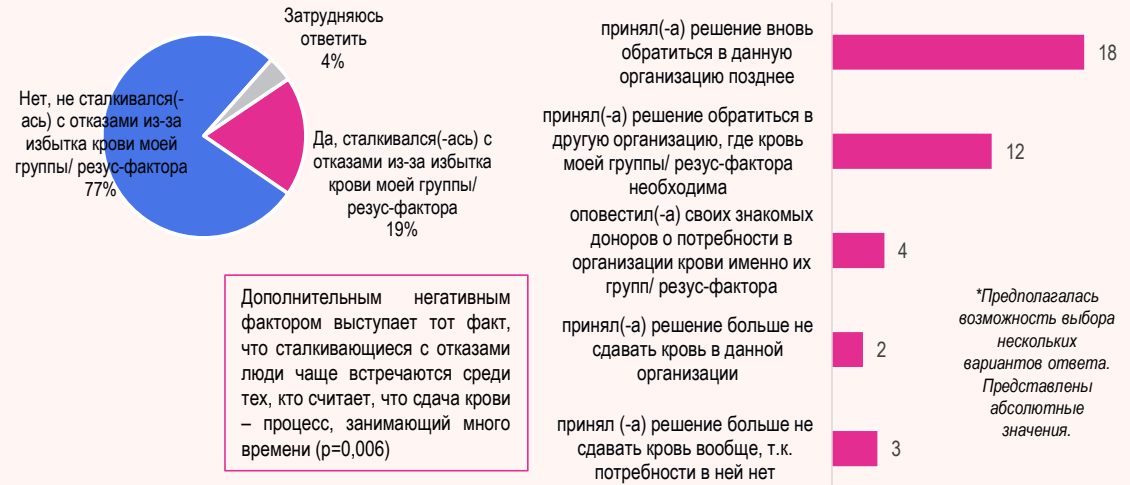 Затрудняюсь
ответить
4%
Нет, не сталкивался(-
ась) с отказами из-за
избытка крови моей
группы/ резус-фактора
77%
Да, сталкивался(-ась) с
отказами из-за избытка
крови моей группы/
резус-фактора
19%
Дополнительным негативным
фактором выступает тот факт,
что сталкивающиеся с отказами
люди чаще встречаются среди
тех, кто считает, что сдача крови
– процесс, занимающий много
времени (p=0,006)
принял(-а) решение вновь
обратиться в данную
организацию позднее
18
принял(-а) решение обратиться в
другую организацию, где кровь
моей группы/ резус-фактора
необходима
12
оповестил(-а) своих знакомых
доноров о потребности в
организации крови именно их
групп/ резус-фактора
4
принял(-а) решение больше не
сдавать кровь в данной
организации
2
принял (-а) решение больше не
сдавать кровь вообще, т.к.
потребности в ней нет
3
*Предполагалась
возможность выбора
нескольких
вариантов ответа.
Представлены
абсолютные
значения.